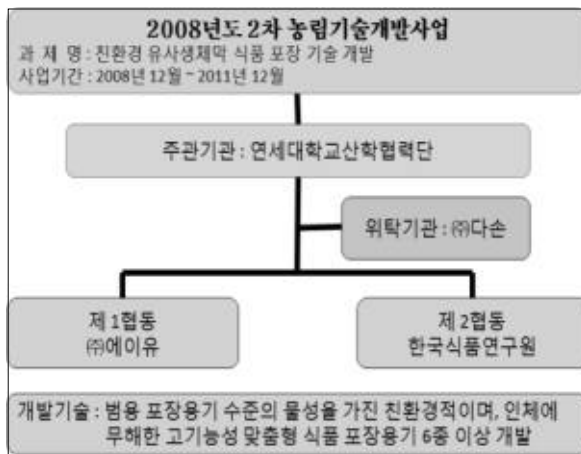 2008년도 2차 농림기술개발사업
과 제 명 : 친환경 유사생체막 식품 포장 기술 개발
사업기간 : 2008년 12월 ~ 2011년 12월
주관기관 : 연세대학교산학협력단
위탁기관 : ㈜다손
제 1협동
㈜에이유
제 2협동
한국식품연구원
개발기술 : 범용 포장용기 수준의 물성을 가진 친환경적이며, 인체에
무해한 고기능성 맞춤형 식품 포장용기 6종 이상 개발